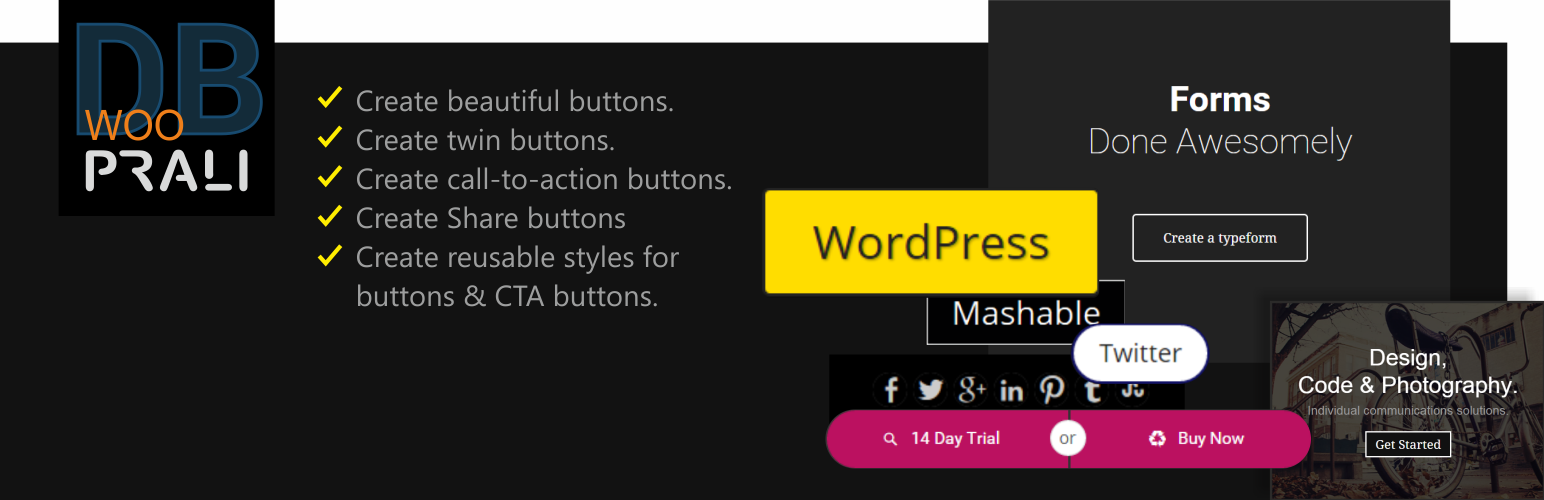 DB
WOO
PRALI
Create beautiful buttons.
Create twin buttons.
Create call-to-action buttons.
Create Share buttons
Create reusable styles for
buttons & CTA buttons.
Forms
Done Awesomely
Create a typeform
WordPress
Mashable
Twitter
f g+ in t
14 Day Trial or Buy Now
Design,
Code & Photography.
Individual communications solutions.
Get Started